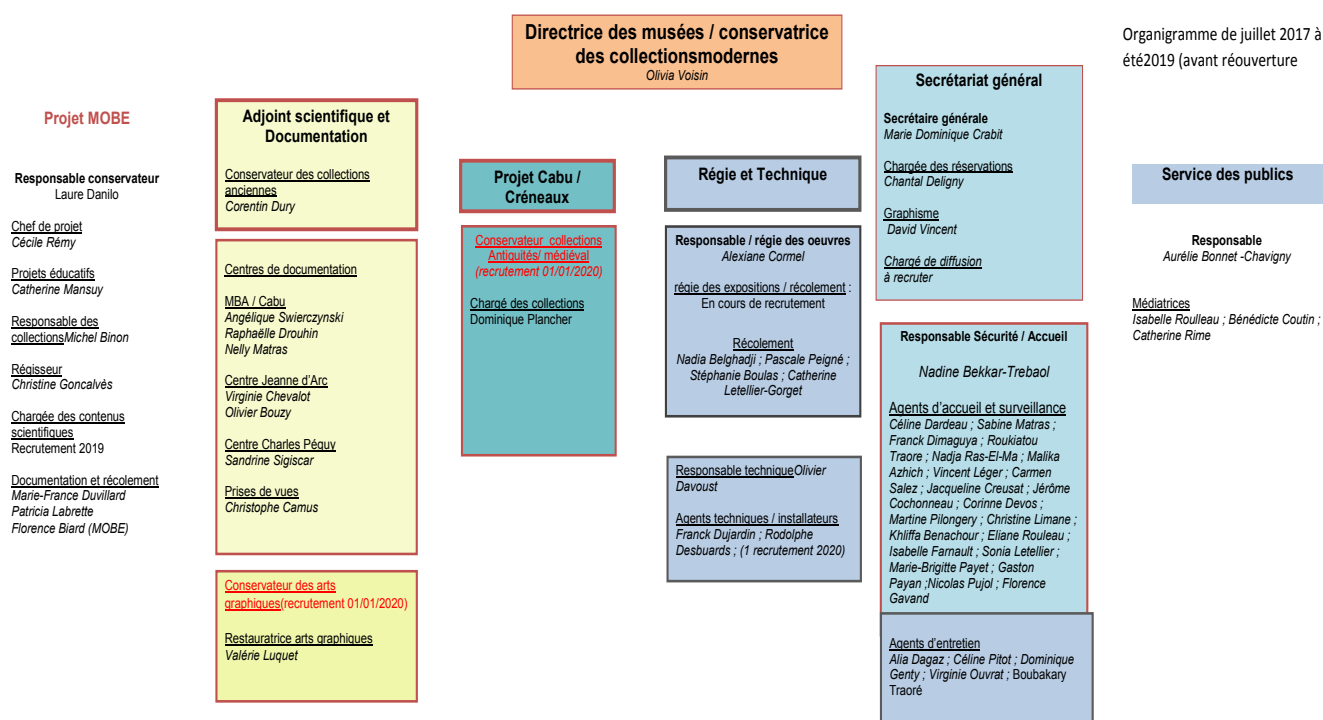 Directrice des musées / conservatrice
des collectionsmodernes
Olivia Voisin
Organigramme de juillet 2017 à
été2019 (avant réouverture
Projet MOBE
Responsable conservateur
Laure Danilo
Chef de projet
Cécile Rémy
Projets éducatifs
Catherine Mansuy
Responsable des
collectionsMichel Binon
Régisseur
Christine Goncalvès
Chargée des contenus
scientifiques
Recrutement 2019
Documentation et récolement
Marie-France Duvillard
Patricia Labrette
Florence Biard (MOBE)
Adjoint scientifique et
Documentation
Conservateur des collections
anciennes
Corentin Dury
Centres de documentation
MBA / Cabu
Angélique Swierczynski
Raphaëlle Drouhin
Nelly Matras
Centre Jeanne d'Arc
Virginie Chevalot
Olivier Bouzy
Centre Charles Péguy
Sandrine Sigiscar
Prises de vues
Christophe Camus
Conservateur des arts
graphiques(recrutement 01/01/2020)
Restauratrice arts graphiques
Valérie Luquet
Projet Cabu /
Créneaux
Conservateur collections
Antiquités/ médiéval
(recrutement 01/01/2020)
Chargé des collections
Dominique Plancher
Régie et Technique
Responsable / régie des oeuvres
Alexiane Cormel
régie des expositions / récolement :
En cours de recrutement
Récolement
Nadia Belghadji ; Pascale Peigné ;
Stéphanie Boulas ; Catherine
Letellier-Gorget
Responsable techniqueOlivier
Davoust
Agents techniques / installateurs
Franck Dujardin ; Rodolphe
Desbuards ; (1 recrutement 2020)
Secrétariat général
Secrétaire générale
Marie Dominique Crabit
Chargée des réservations
Chantal Deligny
Graphisme
David Vincent
Chargé de diffusion
à recruter
Responsable Sécurité / Accueil
Nadine Bekkar-Trebaol
Agents d'accueil et surveillance
Céline Dardeau ; Sabine Matras ;
Franck Dimaguya ; Roukiatou
Traore ; Nadja Ras-El-Ma ; Malika
Azhich ; Vincent Léger ; Carmen
Salez ; Jacqueline Creusat ; Jérôme
Cochonneau ; Corinne Devos ;
Martine Pilongery ; Christine Limane ;
Khliffa Benachour ; Eliane Rouleau ;
Isabelle Farnault ; Sonia Letellier ;
Marie-Brigitte Payet ; Gaston
Payan ;Nicolas Pujol ; Florence
Gavand
Agents d'entretien
Alia Dagaz ; Céline Pitot ; Dominique
Genty ; Virginie Ouvrat ; Boubakary
Traoré
Service des publics
Responsable
Aurélie Bonnet -Chavigny
Médiatrices
Isabelle Roulleau ; Bénédicte Coutin ;
Catherine Rime